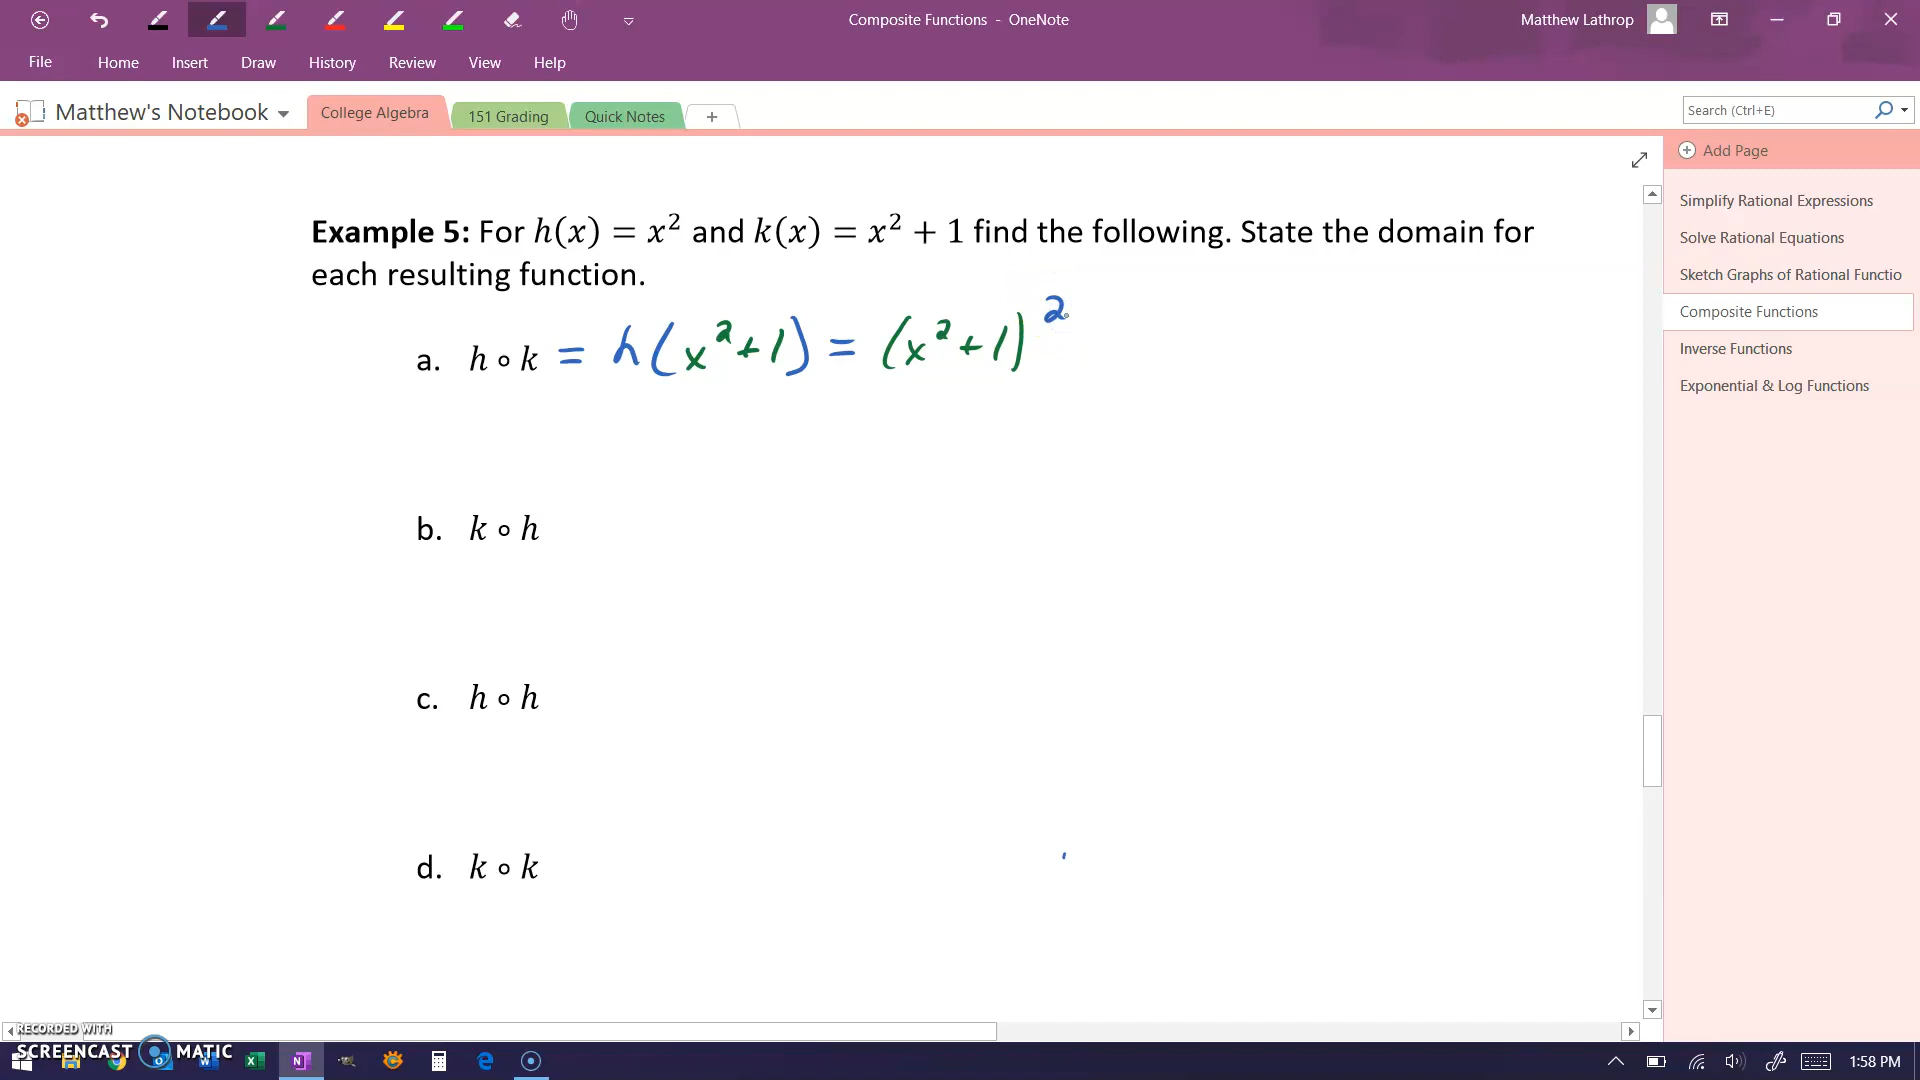 Composite Functions - OneNote
Matthew Lathrop
File Home Insert Draw History Review View Help
Matthew's Notebook
College Algebra
151 Grading
Quick Notes
+
Search (Ctrl+E)
Add Page
Simplify Rational Expressions
Solve Rational Equations
Sketch Graphs of Rational Functio
Composite Functions
Inverse Functions
Exponential & Log Functions
Example 5: For h(x) = x² and k(x) = x² + 1 find the following. State the domain for
each resulting function.
a. h ∘ k = h(x²+1) = (x²+1)²
b. k ∘ h
c. h ∘ h
d. k ∘ k
RECORDED WITH
SCREENCAST MATIC
1:58 PM